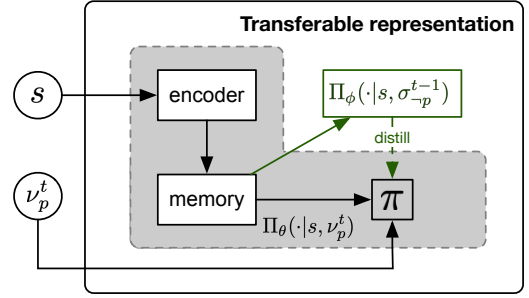 Transferable representation
s
encoder
Π_ϕ(·|s, σ_{¬p}^{t−1})
distill
ν_p^t
memory
π
Π_θ(·|s, ν_p^t)